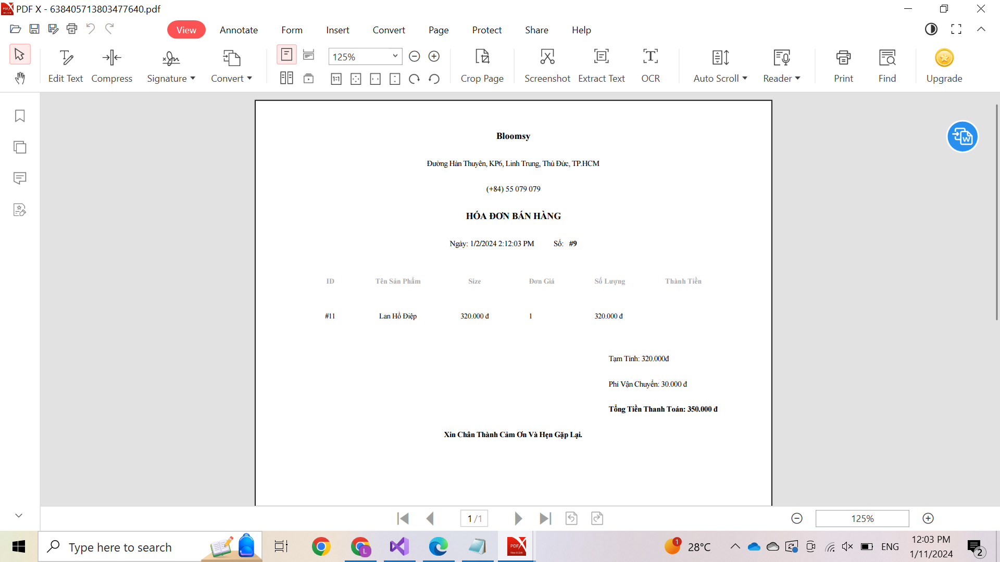 PDF X - 638405713803477640.pdf
View Annotate Form Insert Convert Page Protect Share Help
Edit Text Compress Signature Convert 125% Crop Page Screenshot Extract Text OCR Auto Scroll Reader Print Find Upgrade
Bloomsy
Đường Hàn Thuyên, KP6, Linh Trung, Thủ Đức, TP.HCM
(+84) 55 079 079
HÓA ĐƠN BÁN HÀNG
Ngày: 1/2/2024 2:12:03 PM Số: #9
ID Tên Sản Phẩm Size Đơn Giá Số Lượng Thành Tiền
#11 Lan Hồ Điệp 320.000 đ 1 320.000 đ
Tạm Tính: 320.000đ
Phí Vận Chuyển: 30.000 đ
Tổng Tiền Thanh Toán: 350.000 đ
Xin Chân Thành Cảm Ơn Và Hẹn Gặp Lại.
1 /1 125%
Type here to search L PDF X 1 28°C ENG 12:03 PM 1/11/2024 2